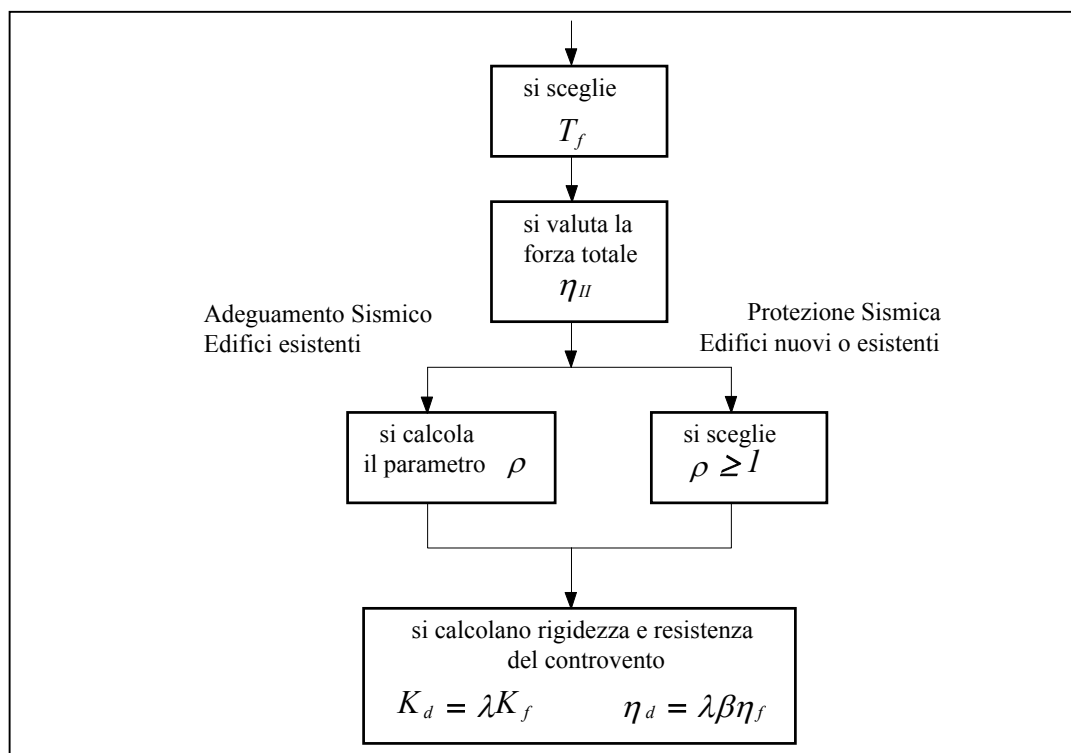 si sceglie
T_f
si valuta la
forza totale
η_II
Adeguamento Sismico
Edifici esistenti
Protezione Sismica
Edifici nuovi o esistenti
si calcola
il parametro ρ
si sceglie
ρ ≥ 1
si calcolano rigidezza e resistenza
del controvento
K_d = λK_f η_d = λβη_f